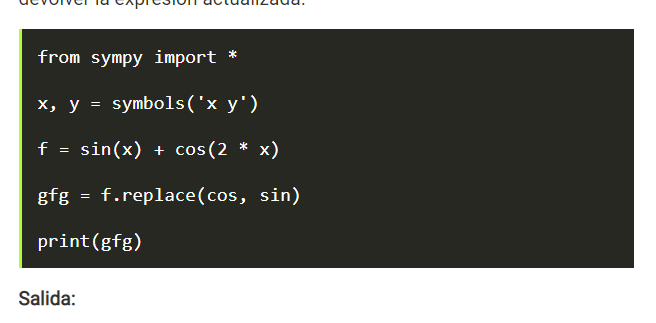 devolver la expresión actualizada.
from sympy import *
x, y = symbols('x y')
f = sin(x) + cos(2 * x)
gfg = f.replace(cos, sin)
print(gfg)
Salida: